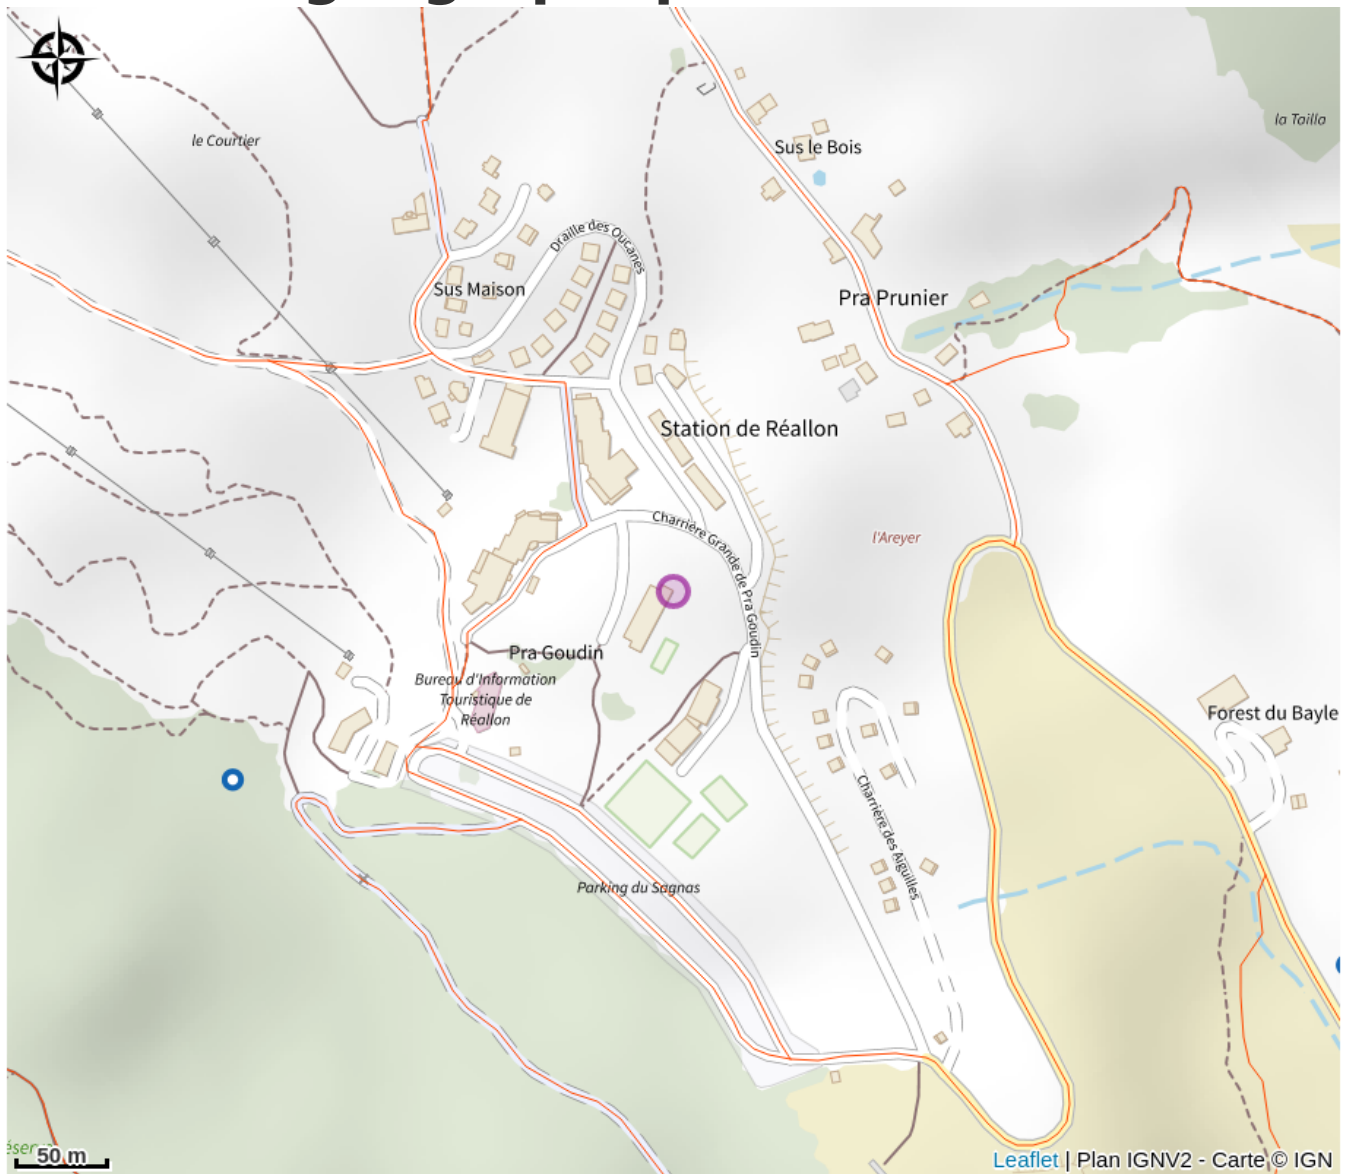 le Courtier
la Tailla
Sus le Bois
Draille des Oucanes
Sus Maison
Pra Prunier
Station de Réallon
Charrière Grande de Pra Goudin
l'Areyer
Pra Goudin
Bureau d'Information
Touristique de
Réallon
Forest du Bayle
Charrière des Aiguilles
Parking du Sagnas
50 m
Leaflet | Plan IGNV2 - Carte © IGN